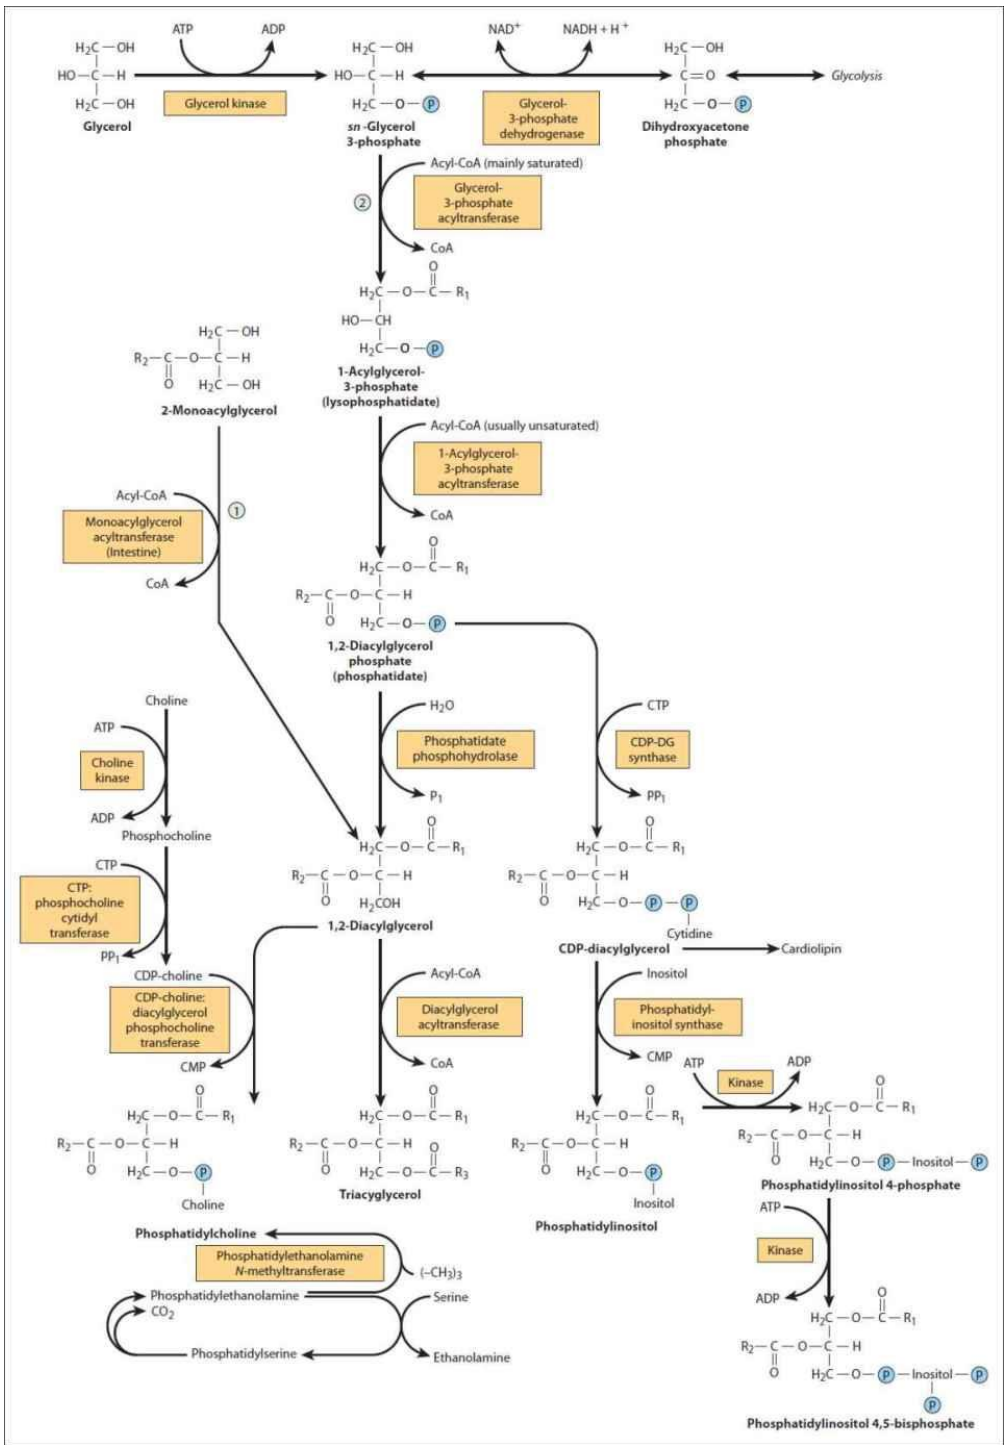 ATP
ADP
NAD⁺
NADH + H⁺
H₂C — OH
HO — C — H
H₂C — OH
Glycerol
Glycerol kinase
H₂C — OH
HO — C — H
H₂C — O — P
sn-Glycerol
3-phosphate
Glycerol-
3-phosphate
dehydrogenase
H₂C — OH
C = O
H₂C — O — P
Dihydroxyacetone
phosphate
Glycolysis
Acyl-CoA (mainly saturated)
2
Glycerol-
3-phosphate
acyltransferase
CoA
O
H₂C — O — C — R₁
HO — CH
H₂C — O — P
1-Acylglycerol-
3-phosphate
(lysophosphatidate)
H₂C — OH
R₂ — C — O — C — H
O H₂C — OH
2-Monoacylglycerol
Acyl-CoA (usually unsaturated)
1-Acylglycerol-
3-phosphate
acyltransferase
CoA
Acyl-CoA
1
Monoacylglycerol
acyltransferase
(Intestine)
CoA
O
H₂C — O — C — R₁
R₂ — C — O — C — H
O H₂C — O — P
1,2-Diacylglycerol
phosphate
(phosphatidate)
Choline
ATP
Choline
kinase
ADP
Phosphocholine
H₂O
Phosphatidate
phosphohydrolase
P₁
CTP
CDP-DG
synthase
PP₁
CTP
CTP:
phosphocholine
cytidyl
transferase
PP₁
CDP-choline
O
H₂C — O — C — R₁
R₂ — C — O — C — H
O H₂COH
1,2-Diacylglycerol
O
H₂C — O — C — R₁
R₂ — C — O — C — H
O H₂C — O — P — P
Cytidine
CDP-diacylglycerol
Cardiolipin
CDP-choline:
diacylglycerol
phosphocholine
transferase
CMP
Acyl-CoA
Diacylglycerol
acyltransferase
CoA
Inositol
Phosphatidyl-
inositol synthase
CMP
ATP
Kinase
ADP
O
H₂C — O — C — R₁
R₂ — C — O — C — H
O H₂C — O — P
Choline
Phosphatidylcholine
O
H₂C — O — C — R₁
R₂ — C — O — C — H O
O H₂C — O — C — R₃
Triacyglycerol
O
H₂C — O — C — R₁
R₂ — C — O — C — H
O H₂C — O — P
Inositol
Phosphatidylinositol
O
H₂C — O — C — R₁
R₂ — C — O — C — H
O H₂C — O — P — Inositol — P
Phosphatidylinositol 4-phosphate
ATP
Kinase
ADP
Phosphatidylethanolamine
N-methyltransferase
(–CH₃)₃
Phosphatidylethanolamine
Serine
CO₂
Phosphatidylserine
Ethanolamine
O
H₂C — O — C — R₁
R₂ — C — O — C — H
O H₂C — O — P — Inositol — P
P
Phosphatidylinositol 4,5-bisphosphate